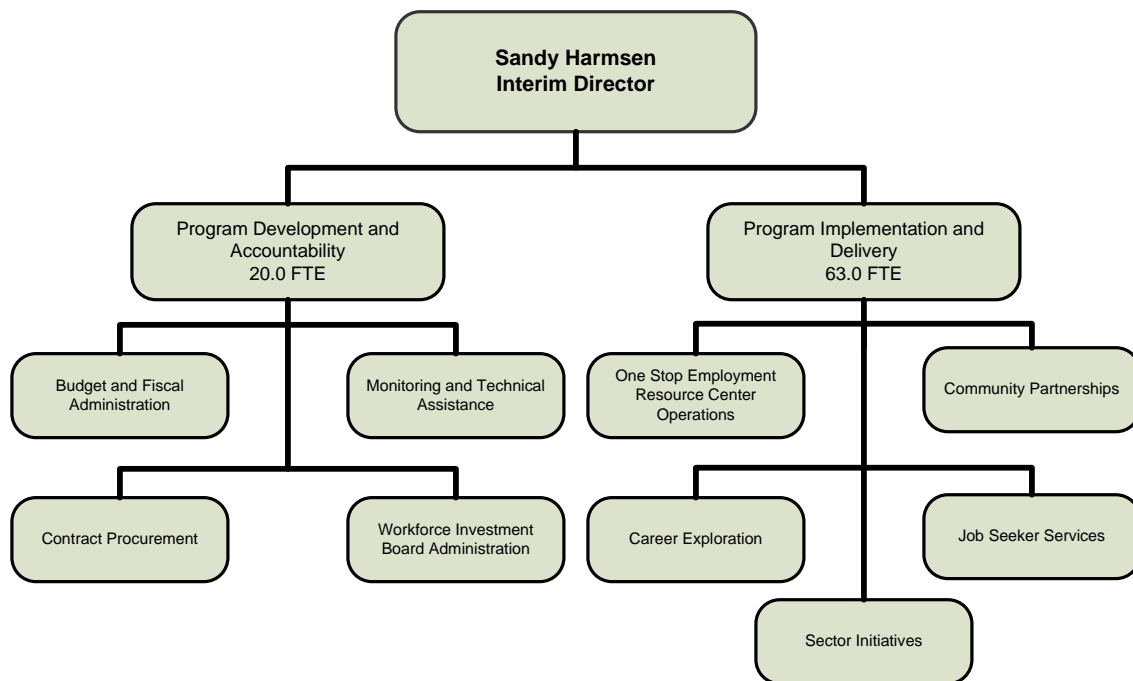 Sandy Harmsen
Interim Director
Program Development and
Accountability
20.0 FTE
Program Implementation and
Delivery
63.0 FTE
Budget and Fiscal
Administration
Monitoring and Technical
Assistance
One Stop Employment
Resource Center
Operations
Community Partnerships
Contract Procurement
Workforce Investment
Board Administration
Career Exploration
Job Seeker Services
Sector Initiatives